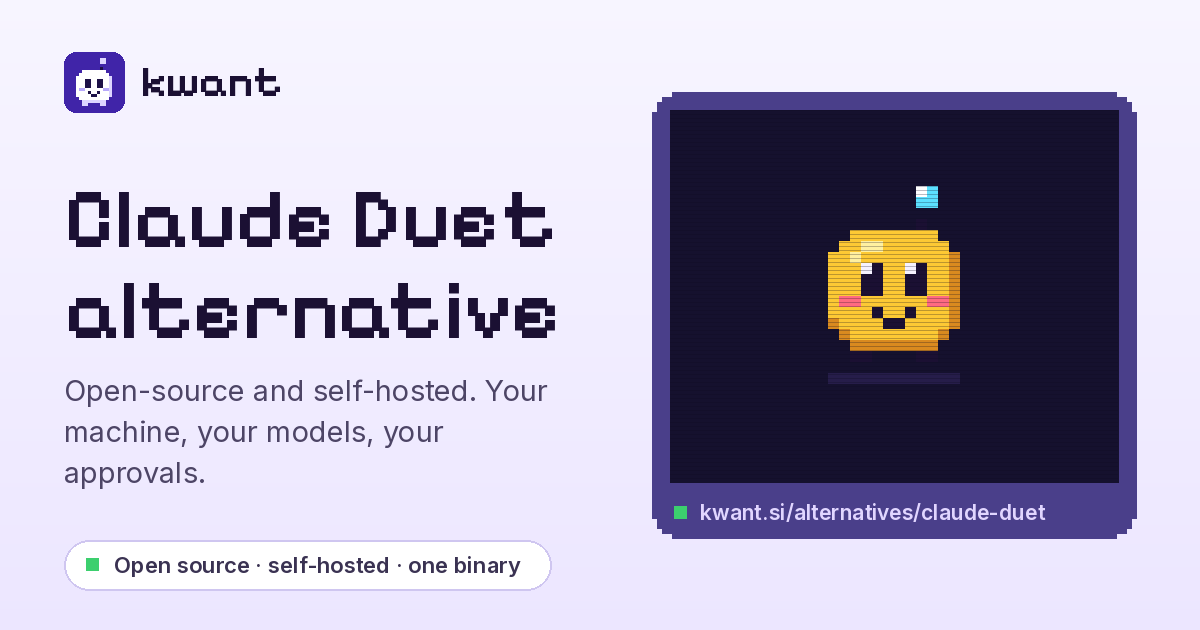 kwant
Claude Duet
alternative
Open-source and self-hosted. Your
machine, your models, your
approvals.
Open source · self-hosted · one binary
kwant.si/alternatives/claude-duet